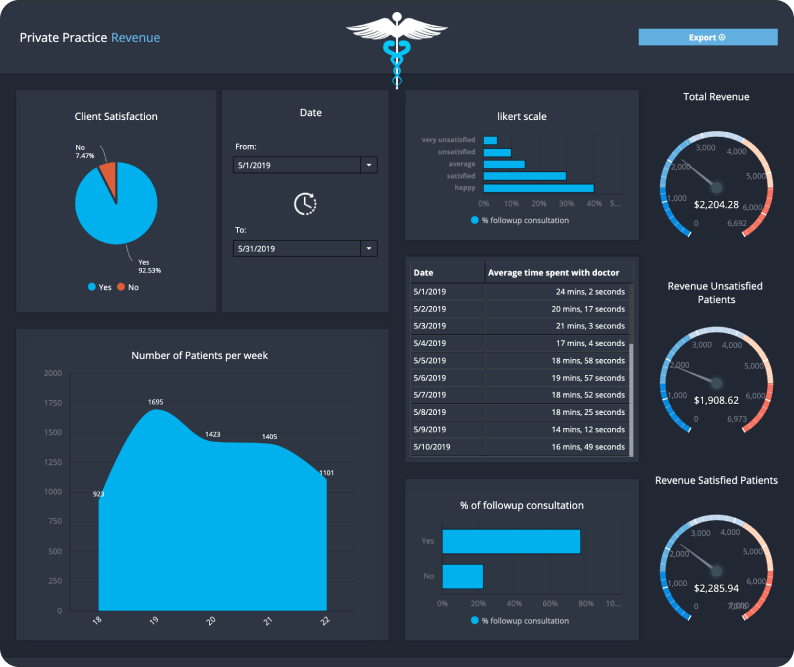 Private Practice Revenue
Export
Client Satisfaction
No
7.47%
Yes
92.53%
Yes No
Date
From:
5/1/2019
To:
5/31/2019
likert scale
very unsatisfied
unsatisfied
average
satisfied
happy
0% 10% 20% 30% 40% 5...
% followup consultation
Total Revenue
0
1,000
2,000
3,000
4,000
5,000
6,000
6,692
$2,204.28
Date Average time spent with doctor
5/1/2019 24 mins, 2 seconds
5/2/2019 20 mins, 17 seconds
5/3/2019 21 mins, 3 seconds
5/4/2019 17 mins, 4 seconds
5/5/2019 18 mins, 58 seconds
5/6/2019 19 mins, 57 seconds
5/7/2019 18 mins, 52 seconds
5/8/2019 18 mins, 25 seconds
5/9/2019 14 mins, 12 seconds
5/10/2019 16 mins, 49 seconds
Revenue Unsatisfied
Patients
0
1,000
2,000
3,000
4,000
5,000
6,000
6,973
$1,908.62
Number of Patients per week
2000
1750
1500
1250
1000
750
500
250
0
923
1695
1423
1405
1101
18 19 20 21 22
% of followup consultation
Yes
No
0% 20% 40% 60% 80% 10...
% followup consultation
Revenue Satisfied Patients
0
1,000
2,000
3,000
4,000
5,000
6,000
$2,285.94